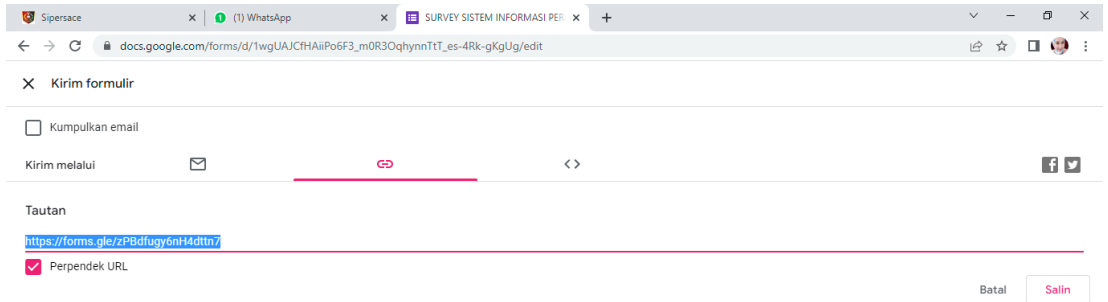 Sipersace (1) WhatsApp SURVEY SISTEM INFORMASI PER
docs.google.com/forms/d/1wgUAJCfHAiiPo6F3_m0R3OqhynnTtT_es-4Rk-gKgUg/edit
Kirim formulir
Kumpulkan email
Kirim melalui
Tautan
https://forms.gle/zPBdfugy6nH4dttn7
Perpendek URL
Batal Salin